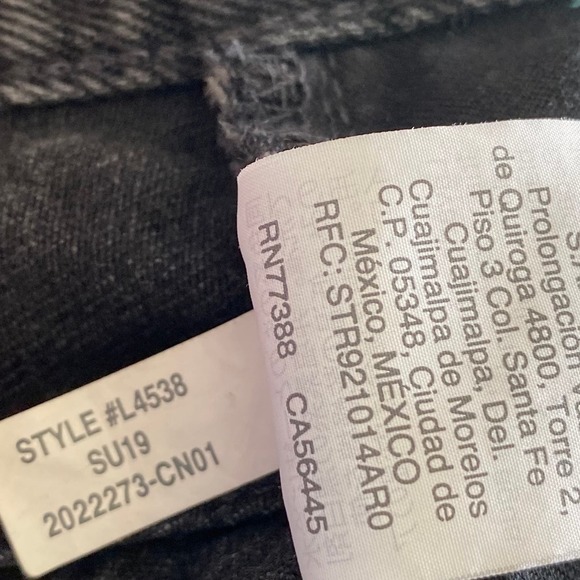 STYLE #L4538
SU19
2022273-CN01
Prolongación
de Quiroga 4800, Torre 2,
Piso 3 Col. Santa Fe
Cuajimalpa, Del.
Cuajimalpa de Morelos
C.P. 05348, Ciudad de
México, MÉXICO
RFC: STR921014AR0
RN77388 CA56445